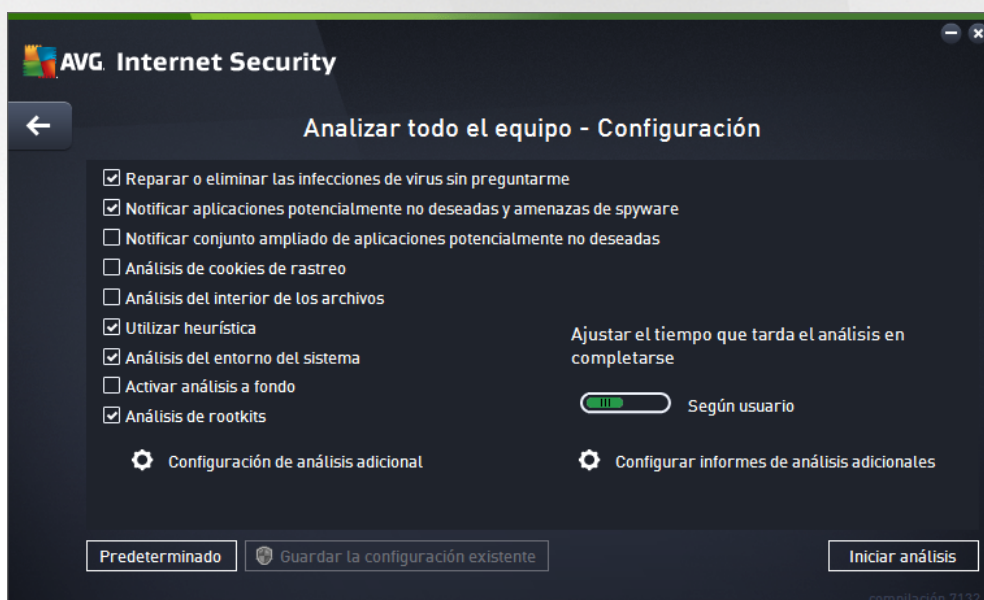 AVG. Internet Security
Analizar todo el equipo - Configuración
Reparar o eliminar las infecciones de virus sin preguntarme
Notificar aplicaciones potencialmente no deseadas y amenazas de spyware
Notificar conjunto ampliado de aplicaciones potencialmente no deseadas
Análisis de cookies de rastreo
Análisis del interior de los archivos
Utilizar heurística
Análisis del entorno del sistema
Activar análisis a fondo
Análisis de rootkits
Ajustar el tiempo que tarda el análisis en
completarse
Según usuario
Configuración de análisis adicional
Configurar informes de análisis adicionales
Predeterminado
Guardar la configuración existente
Iniciar análisis
compilación 7132